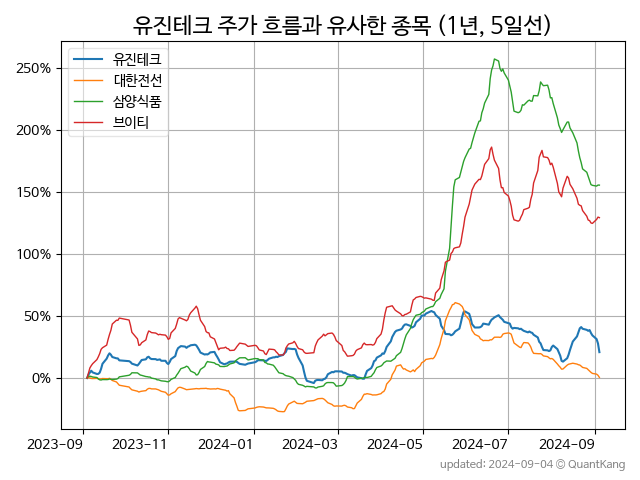 유진테크 주가 흐름과 유사한 종목 (1년, 5일선)
유진테크
대한전선
삼양식품
브이티
250%
200%
150%
100%
50%
0%
2023-09 2023-11 2024-01 2024-03 2024-05 2024-07 2024-09
updated: 2024-09-04 © QuantKang